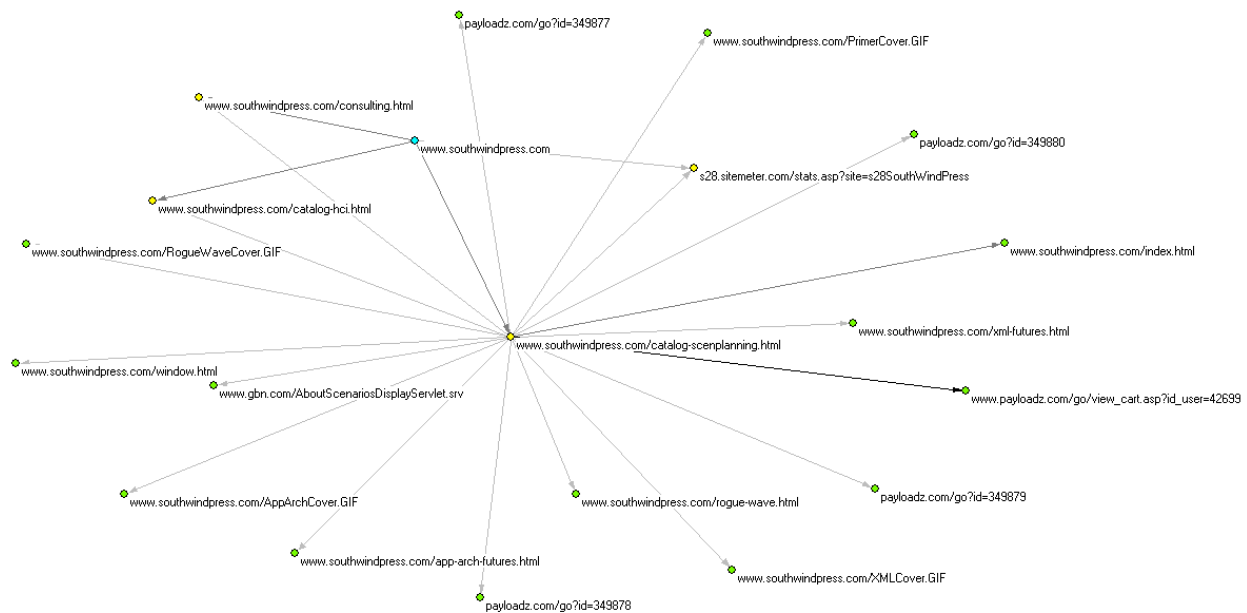 payloadz.com/go?id=349877
www.southwindpress.com/PrimerCover.GIF
www.southwindpress.com/consulting.html
payloadz.com/go?id=349880
www.southwindpress.com
s28.sitemeter.com/stats.asp?site=s28SouthWindPress
www.southwindpress.com/catalog-hci.html
www.southwindpress.com/RogueWaveCover.GIF
www.southwindpress.com/index.html
www.southwindpress.com/xml-futures.html
www.southwindpress.com/catalog-scenplanning.html
www.southwindpress.com/window.html
www.gbn.com/AboutScenariosDisplayServlet.srv
www.payloadz.com/go/view_cart.asp?id_user=42699
www.southwindpress.com/AppArchCover.GIF
www.southwindpress.com/rogue-wave.html
payloadz.com/go?id=349879
www.southwindpress.com/app-arch-futures.html
www.southwindpress.com/XMLCover.GIF
payloadz.com/go?id=349878